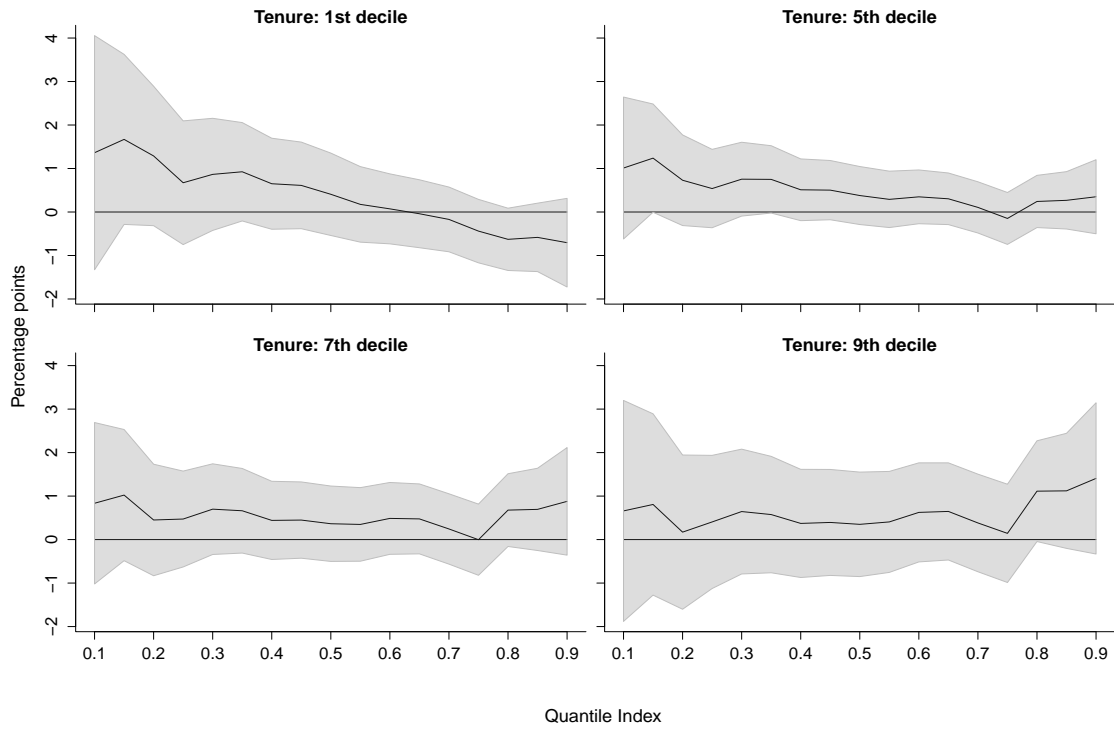 Tenure: 1st decile
Tenure: 5th decile
4
3
2
1
0
−1
−2
Percentage points
Tenure: 7th decile
Tenure: 9th decile
4
3
2
1
0
−1
−2
0.1 0.2 0.3 0.4 0.5 0.6 0.7 0.8 0.9
0.1 0.2 0.3 0.4 0.5 0.6 0.7 0.8 0.9
Quantile Index